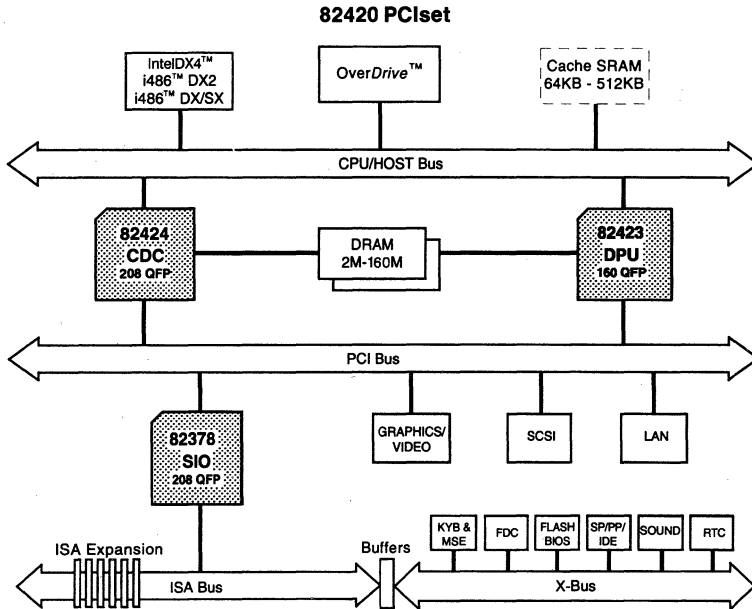 82420 PCIset
IntelDX4™
i486™ DX2
i486™ DX/SX
OverDrive™
Cache SRAM
64KB - 512KB
CPU/HOST Bus
82424
CDC
208 QFP
DRAM
2M-160M
82423
DPU
160 QFP
PCI Bus
82378
SIO
208 QFP
GRAPHICS/
VIDEO
SCSI
LAN
ISA Expansion
Buffers
KYB &
MSE
FDC
FLASH
BIOS
SP/PP/
IDE
SOUND
RTC
ISA Bus
X-Bus